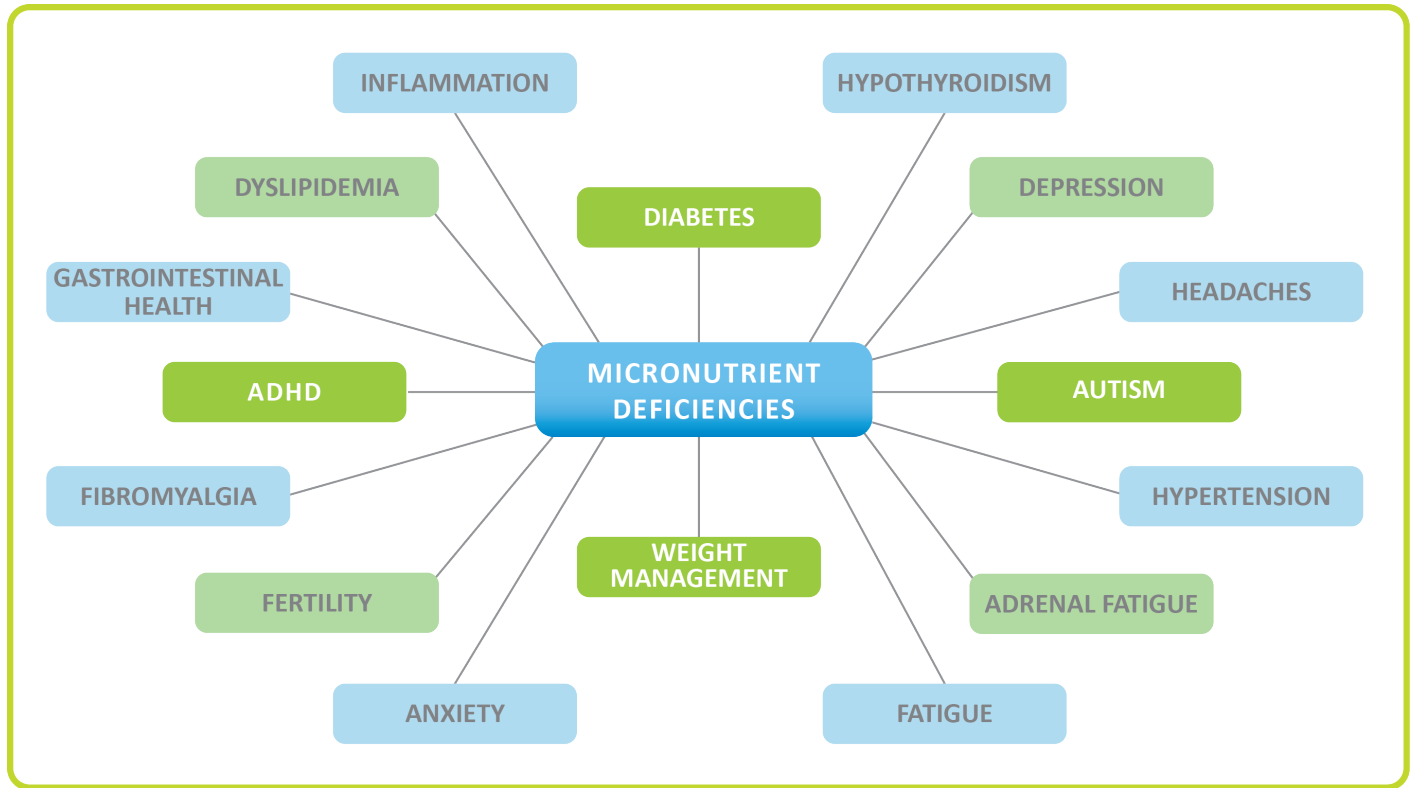 INFLAMMATION
HYPOTHYROIDISM
DYSLIPIDEMIA
DEPRESSION
DIABETES
GASTROINTESTINAL
HEALTH
HEADACHES
MICRONUTRIENT
DEFICIENCIES
ADHD
AUTISM
FIBROMYALGIA
HYPERTENSION
WEIGHT
MANAGEMENT
FERTILITY
ADRENAL FATIGUE
ANXIETY
FATIGUE